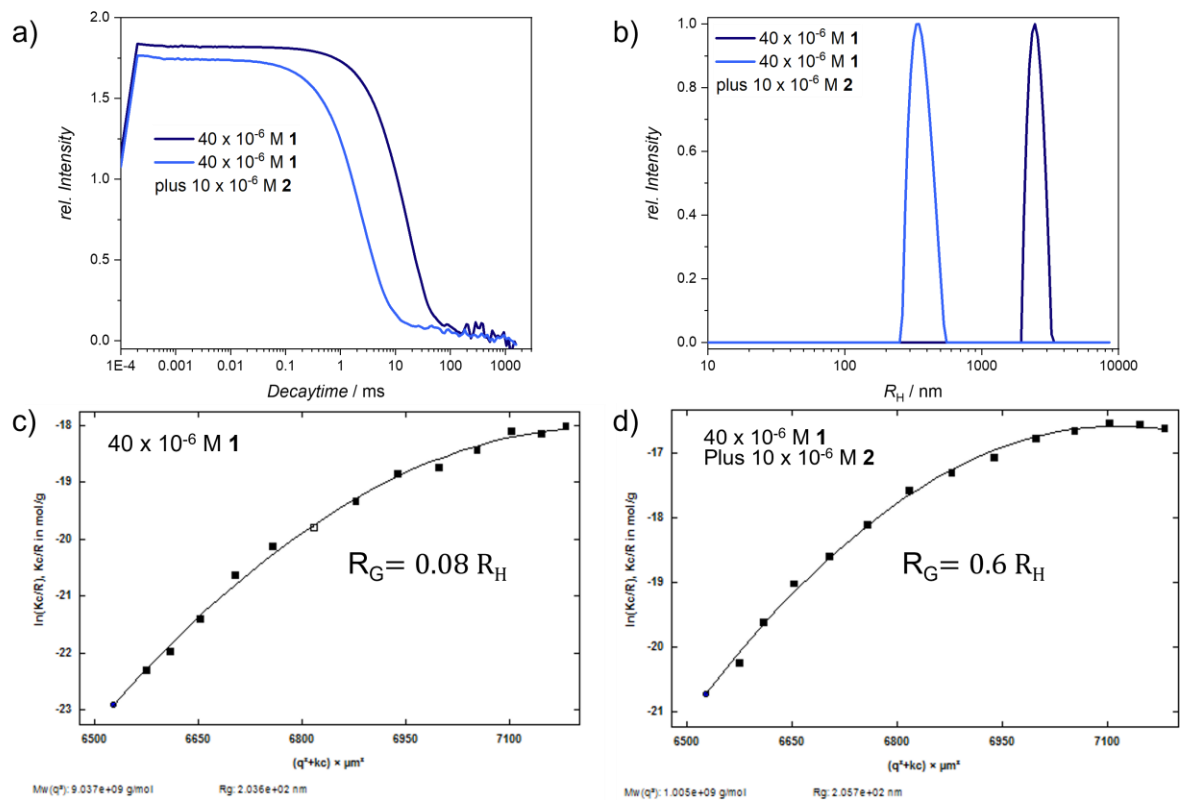 a)
2.0
1.5
1.0
0.5
0.0
rel. Intensity
40 x 10⁻⁶ M 1
40 x 10⁻⁶ M 1
plus 10 x 10⁻⁶ M 2
1E-4 0.001 0.01 0.1 1 10 100 1000
Decaytime / ms
b)
1.0
0.8
0.6
0.4
0.2
0.0
rel. Intensity
40 x 10⁻⁶ M 1
40 x 10⁻⁶ M 1
plus 10 x 10⁻⁶ M 2
10 100 1000 10000
R_H / nm
c)
-18
-19
-20
-21
-22
-23
ln(Kc/R), Kc/R in mol/g
40 x 10⁻⁶ M 1
R_G= 0.08 R_H
6500 6650 6800 6950 7100
(q²+kc) × µm²
Mw(q²): 9.037e+09 g/mol Rg: 2.036e+02 nm
d)
-17
-18
-19
-20
-21
ln(Kc/R), Kc/R in mol/g
40 x 10⁻⁶ M 1
Plus 10 x 10⁻⁶ M 2
R_G= 0.6 R_H
6500 6650 6800 6950 7100
(q²+kc) × µm²
Mw(q²): 1.005e+09 g/mol Rg: 2.057e+02 nm